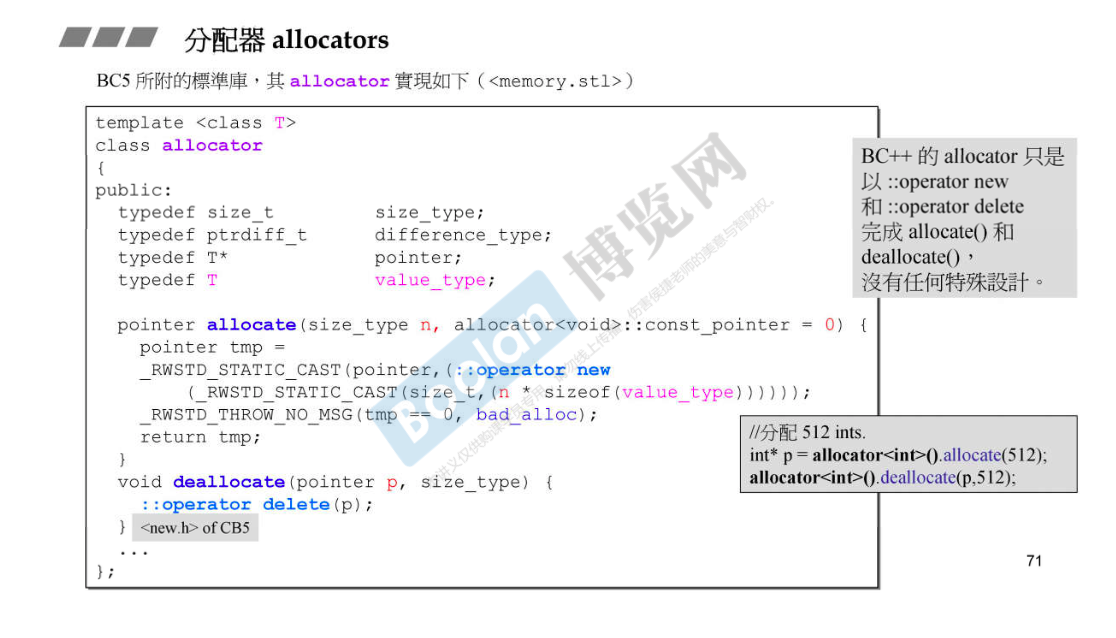 分配器 allocators
BC5 所附的標準庫，其 allocator 實現如下（<memory.stl>）
template <class T>
class allocator
{
public:
  typedef size_t          size_type;
  typedef ptrdiff_t       difference_type;
  typedef T*              pointer;
  typedef T               value_type;
  pointer allocate(size_type n, allocator<void>::const_pointer = 0) {
    pointer tmp =
    _RWSTD_STATIC_CAST(pointer,(::operator new
        (_RWSTD_STATIC_CAST(size_t,(n * sizeof(value_type))))));
    _RWSTD_THROW_NO_MSG(tmp == 0, bad_alloc);
    return tmp;
  }
  void deallocate(pointer p, size_type) {
    ::operator delete(p);
  } <new.h> of CB5
  ...
};
BC++ 的 allocator 只是
以 ::operator new
和 ::operator delete
完成 allocate() 和
deallocate()，
沒有任何特殊設計。
//分配 512 ints.
int* p = allocator<int>().allocate(512);
allocator<int>().deallocate(p,512);
Boolan
博览网
71